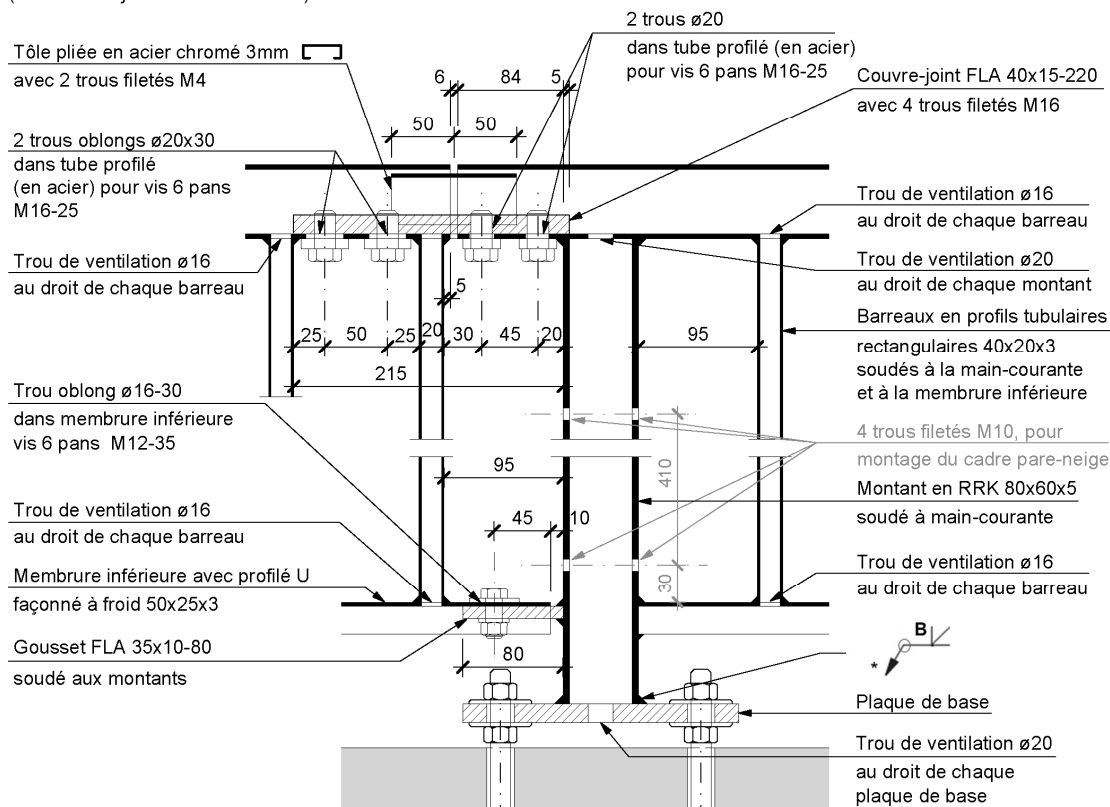 2 trous ø20
dans tube profilé (en acier)
pour vis 6 pans M16-25
Tôle pliée en acier chromé 3mm
avec 2 trous filetés M4
Couvre-joint FLA 40x15-220
avec 4 trous filetés M16
6 84 5
50 50
2 trous oblongs ø20x30
dans tube profilé
(en acier) pour vis 6 pans
M16-25
Trou de ventilation ø16
au droit de chaque barreau
Trou de ventilation ø16
au droit de chaque barreau
Trou de ventilation ø20
au droit de chaque montant
5
25 50 25 20 30 45 20 95
215
Barreaux en profils tubulaires
rectangulaires 40x20x3
soudés à la main-courante
et à la membrure inférieure
Trou oblong ø16-30
dans membrure inférieure
vis 6 pans M12-35
4 trous filetés M10, pour
montage du cadre pare-neige
410
95
Montant en RRK 80x60x5
soudé à main-courante
45 10
Trou de ventilation ø16
au droit de chaque barreau
Trou de ventilation ø16
au droit de chaque barreau
30
Membrure inférieure avec profilé U
façonné à froid 50x25x3
Gousset FLA 35x10-80
soudé aux montants
80
B
*
Plaque de base
Trou de ventilation ø20
au droit de chaque
plaque de base